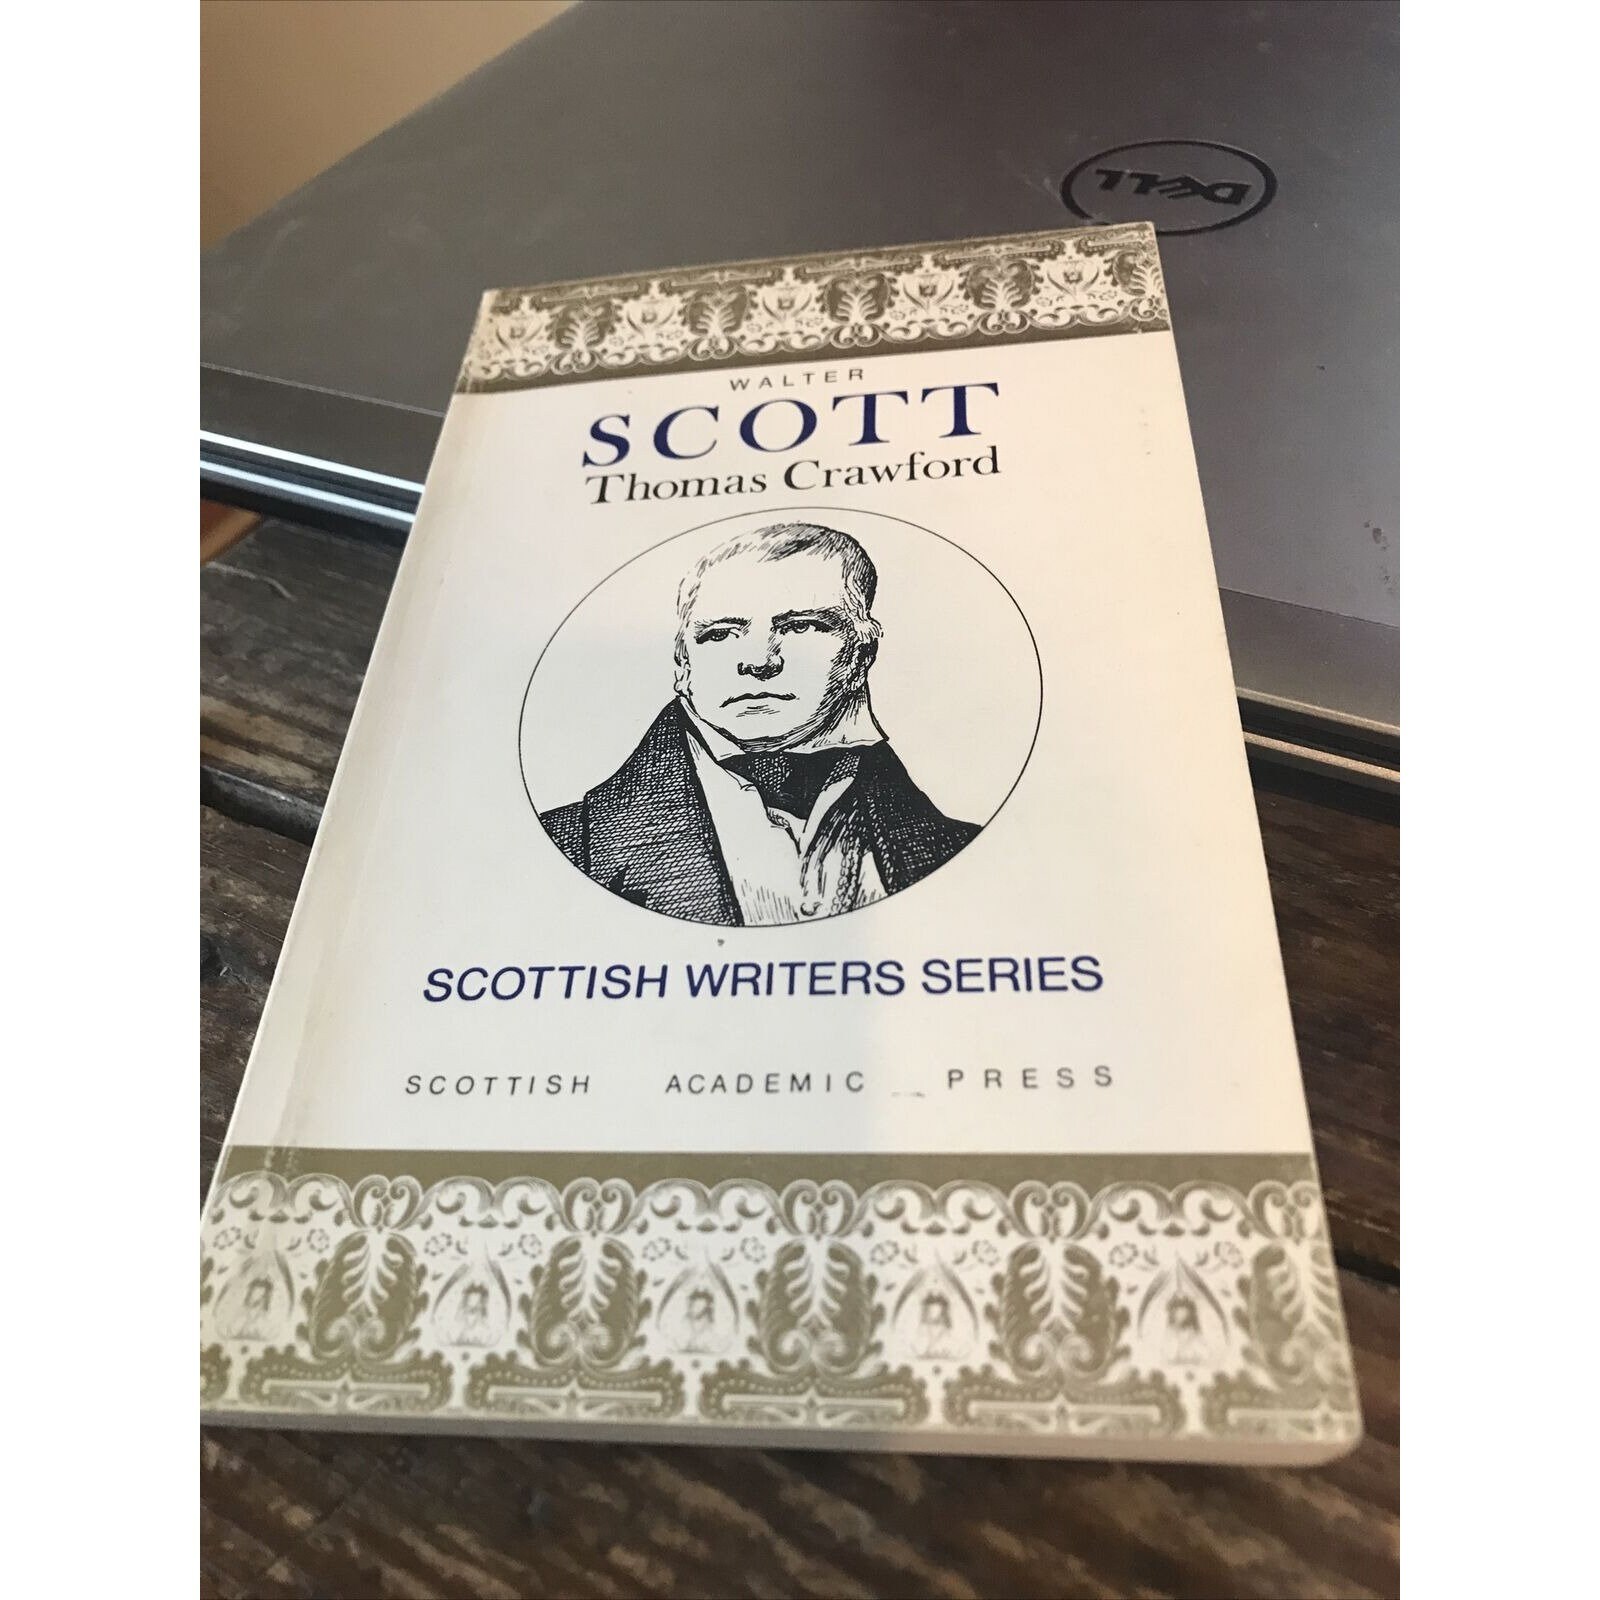 DELL
WALTER
SCOTT
Thomas Crawford
SCOTTISH WRITERS SERIES
SCOTTISH ACADEMIC PRESS